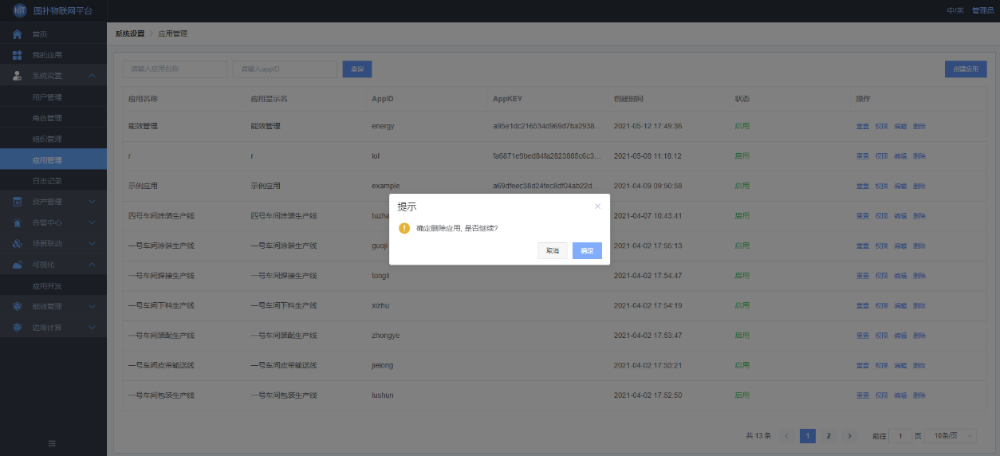 IoT 图扑物联网平台
中/英 管理员
首页
我的应用
系统设置
用户管理
角色管理
组织管理
应用管理
日志记录
资产管理
告警中心
场景联动
可视化
应用开发
能效管理
边缘计算
系统设置 > 应用管理
请输入应用名称 请输入appID 查询 创建应用
应用名称 应用显示名 AppID AppKEY 创建时间 状态 操作
能效管理 能效管理 energy a95e1dc216534d969d7ba2938... 2021-05-12 17:49:36 启用 重置 权限 编辑 删除
r r iol fa6871e9bed84fa2823885c6c3... 2021-05-08 11:18:12 启用 重置 权限 编辑 删除
示例应用 示例应用 example a69dfeec38d24fec8df04ab22d... 2021-04-09 09:50:58 启用 重置 权限 编辑 删除
四号车间涂装生产线 四号车间涂装生产线 tuzha 2021-04-07 10:43:41 启用 重置 权限 编辑 删除
一号车间涂装生产线 一号车间涂装生产线 guoji 2021-04-02 17:55:13 启用 重置 权限 编辑 删除
一号车间焊接生产线 一号车间焊接生产线 tongli 2021-04-02 17:54:47 启用 重置 权限 编辑 删除
一号车间下料生产线 一号车间下料生产线 xizhu 2021-04-02 17:54:19 启用 重置 权限 编辑 删除
一号车间装配生产线 一号车间装配生产线 zhongye 2021-04-02 17:53:47 启用 重置 权限 编辑 删除
一号车间皮带输送线 一号车间皮带输送线 jielong 2021-04-02 17:53:21 启用 重置 权限 编辑 删除
一号车间包装生产线 一号车间包装生产线 lushun 2021-04-02 17:52:50 启用 重置 权限 编辑 删除
提示
确定删除应用, 是否继续?
取消 确定
共 13 条 < 1 2 > 前往 1 页 10条/页